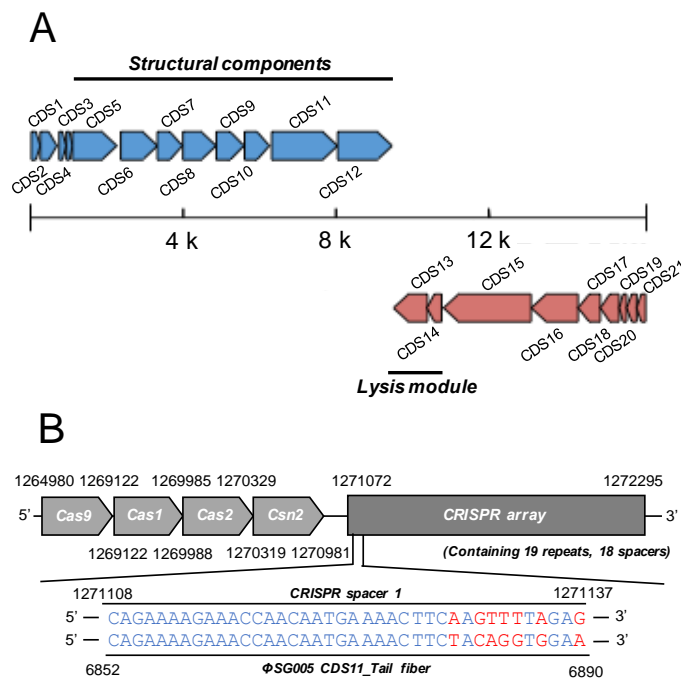 A
Structural components
CDS1 CDS3 CDS5 CDS7 CDS9 CDS11
CDS2 CDS4 CDS6 CDS8 CDS10 CDS12
4 k 8 k 12 k
CDS13 CDS15 CDS17 CDS19 CDS21
CDS14 CDS16 CDS18 CDS20
Lysis module
B
1264980 1269122 1269985 1270329 1271072 1272295
5’ Cas9 Cas1 Cas2 Csn2 CRISPR array 3’
1269122 1269988 1270319 1270981 (Containing 19 repeats, 18 spacers)
1271108 CRISPR spacer 1 1271137
5’ CAGAAAAGAAACCAACAATGAAAACTTCAAGTTTTAGAG 3’
5’ CAGAAAAGAAACCAACAATGAAAACTTCTACAGGTGGAA 3’
6852 ΦSG005 CDS11_Tail fiber 6890